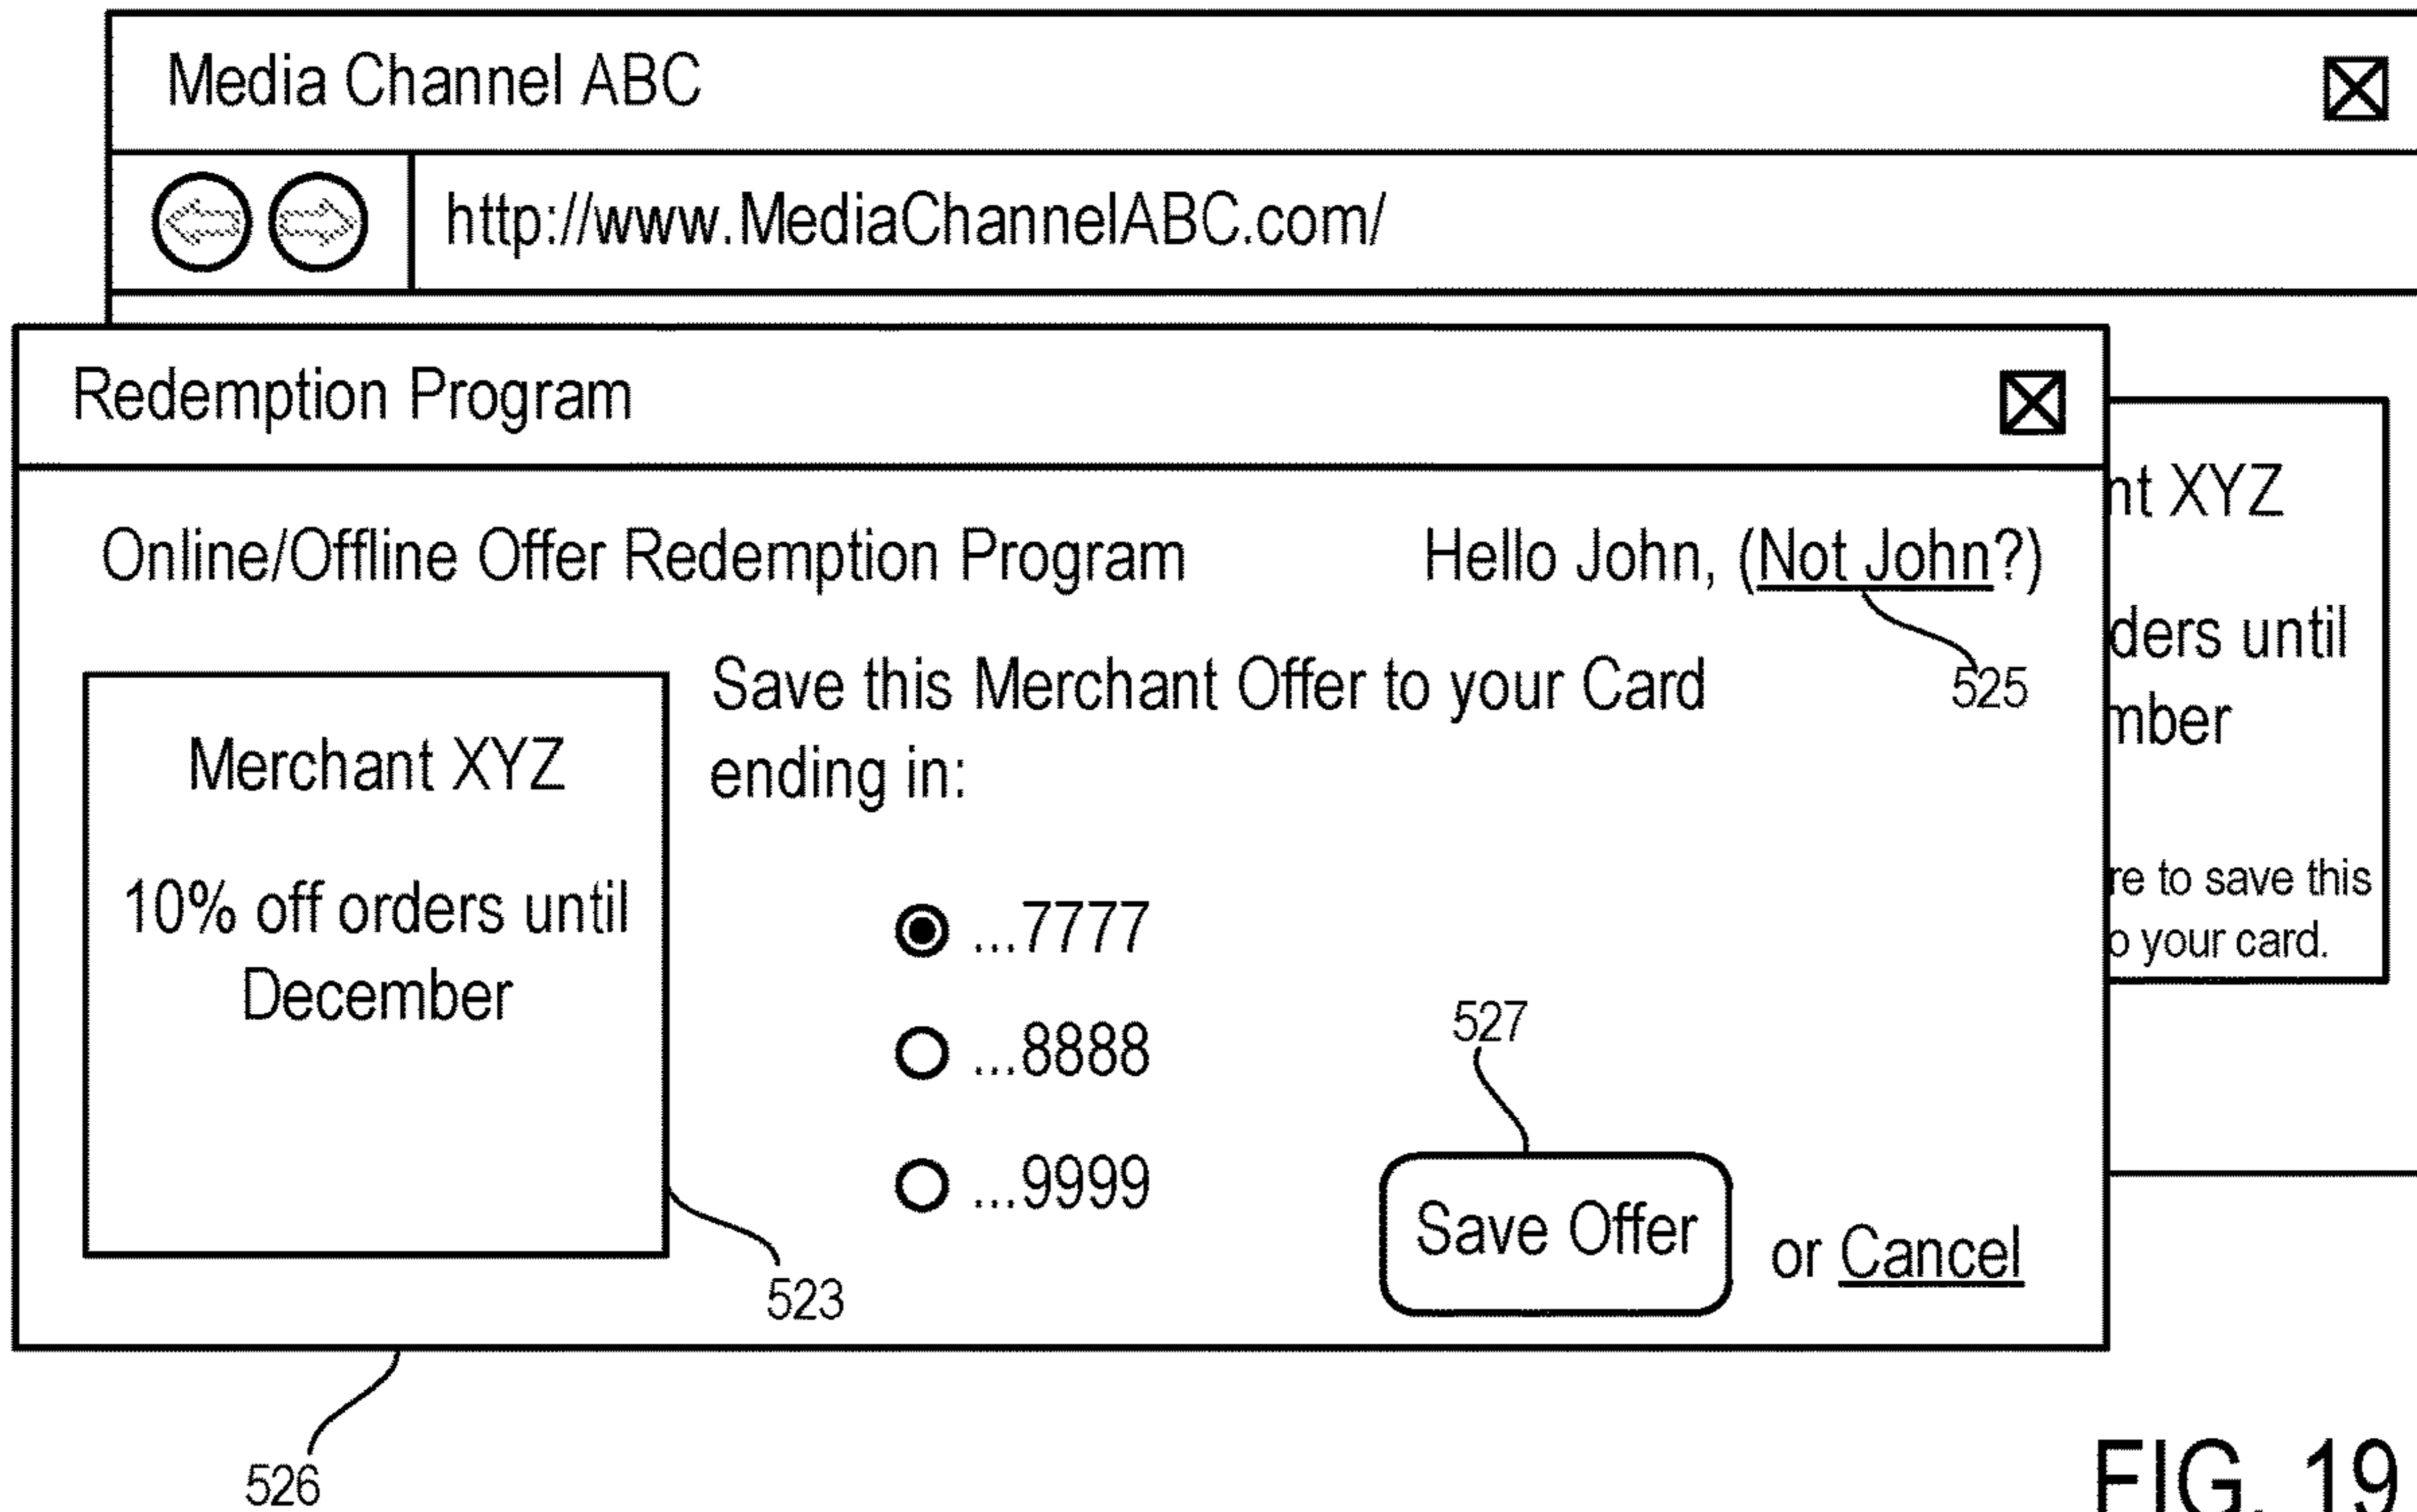 Media Channel ABC
http://www.MediaChannelABC.com/
Redemption Program
Online/Offline Offer Redemption Program
Hello John, (Not John?)
525
Save this Merchant Offer to your Card
ending in:
Merchant XYZ
10% off orders until
December
523
...7777
...8888
...9999
527
Save Offer
or Cancel
nt XYZ
ders until
mber
re to save this
o your card.
526
FIG. 19